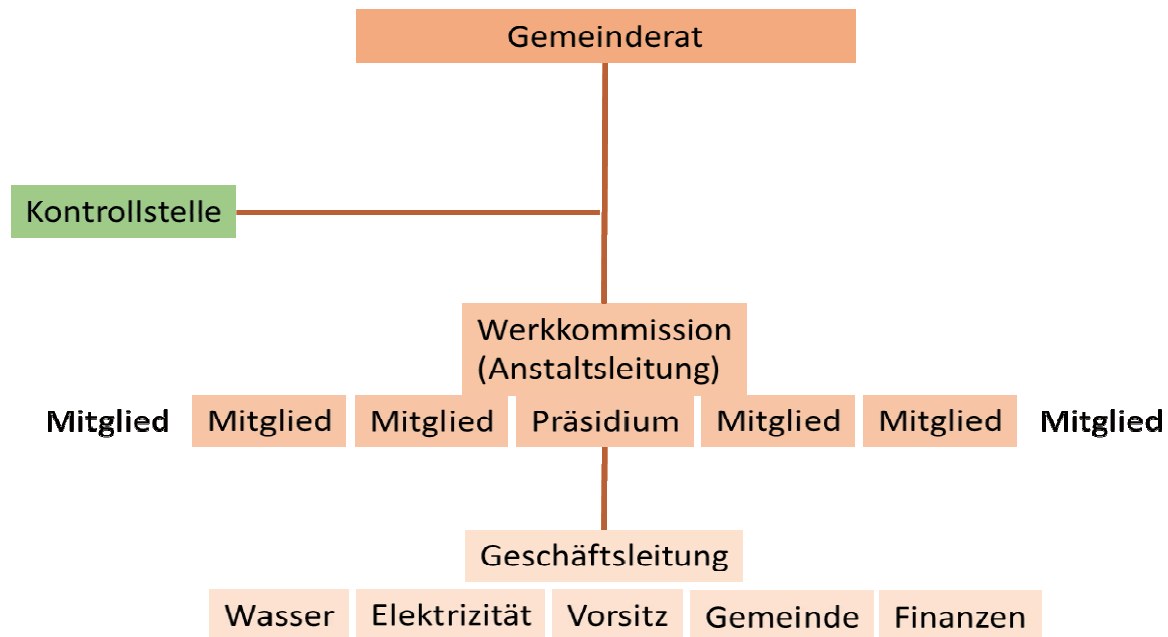 Gemeinderat
Kontrollstelle
Werkkommission
(Anstaltsleitung)
Mitglied Mitglied Mitglied Präsidium Mitglied Mitglied Mitglied
Geschäftsleitung
Wasser Elektrizität Vorsitz Gemeinde Finanzen